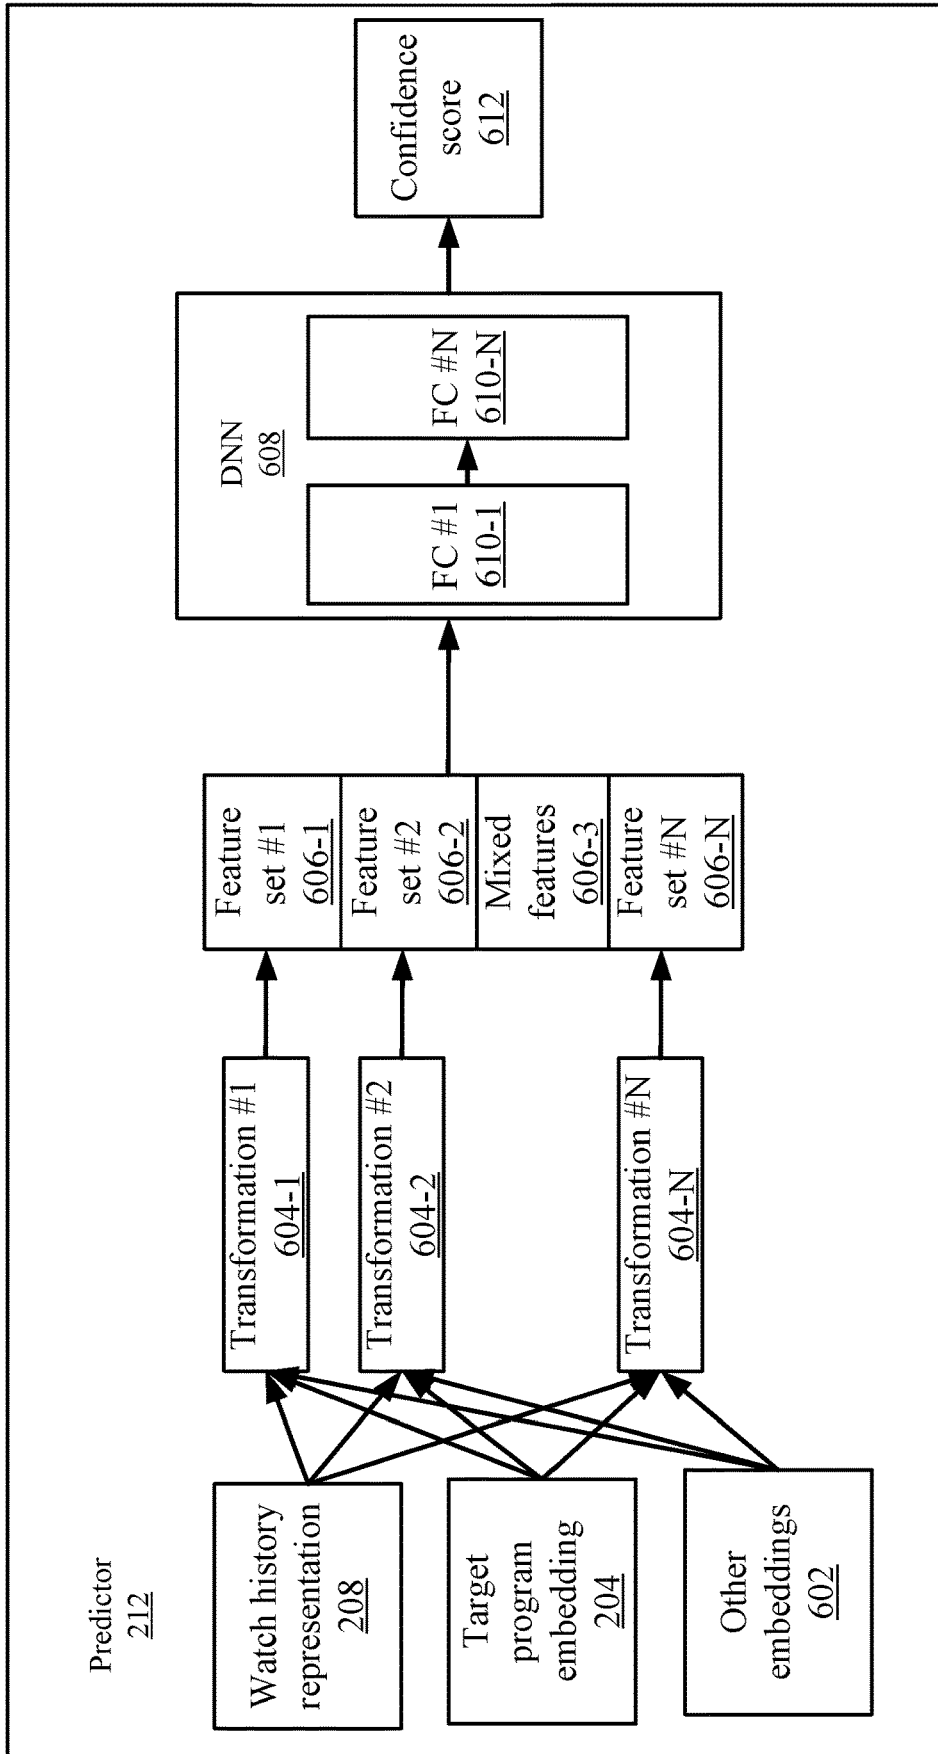 Predictor
212
Watch history
representation
208
Target
program
embedding
204
Other
embeddings
602
Transformation #1
604-1
Transformation #2
604-2
Transformation #N
604-N
Feature
set #1
606-1
Feature
set #2
606-2
Mixed
features
606-3
Feature
set #N
606-N
DNN
608
FC #1
610-1
FC #N
610-N
Confidence
score
612